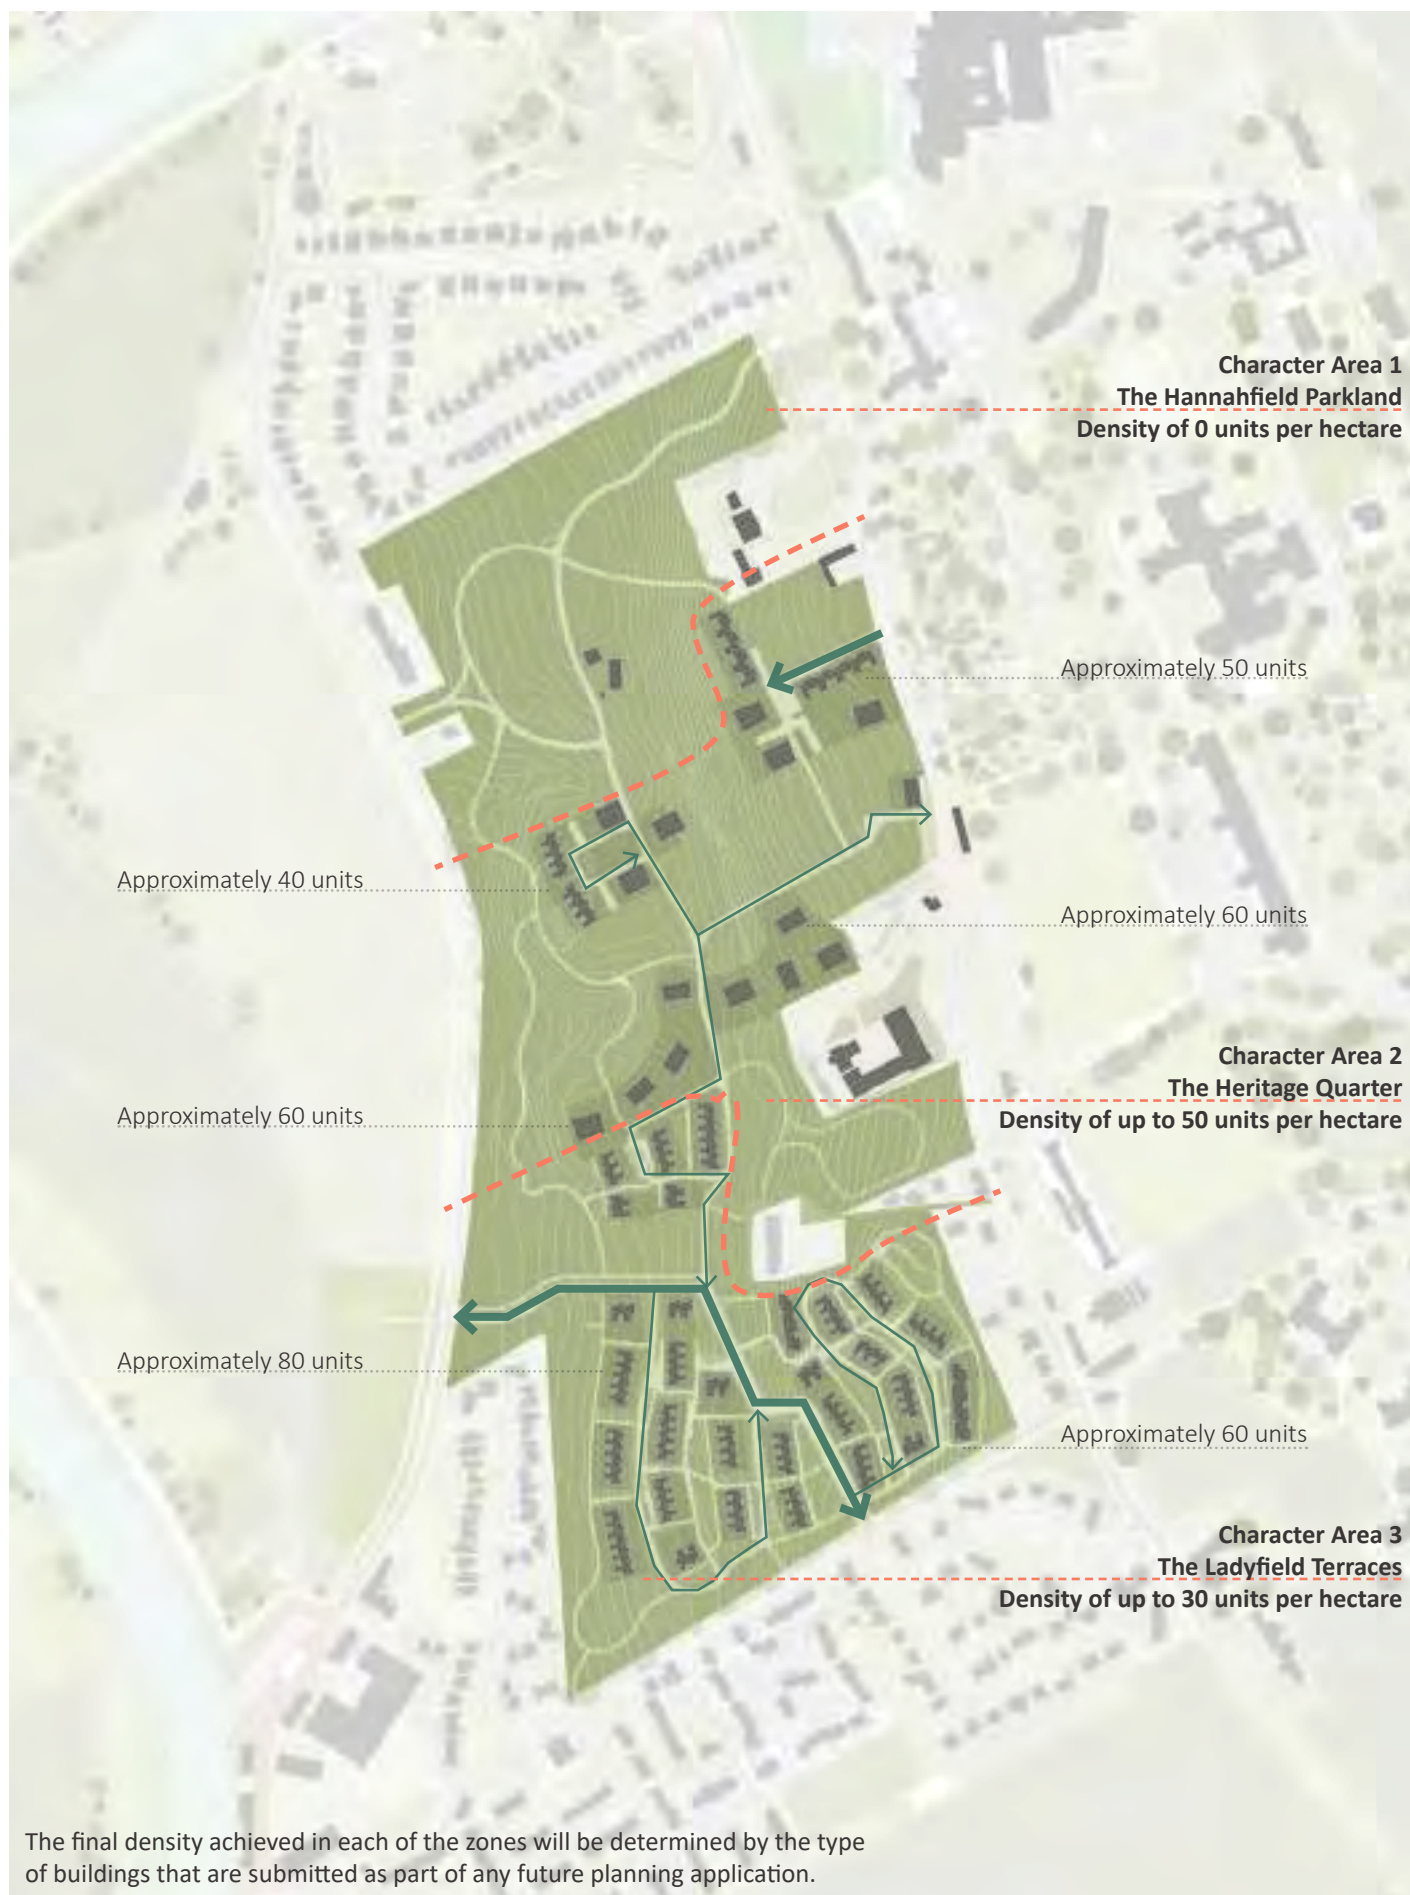 Character Area 1
The Hannahfield Parkland
Density of 0 units per hectare
Approximately 50 units
Approximately 40 units
Approximately 60 units
Character Area 2
The Heritage Quarter
Density of up to 50 units per hectare
Approximately 60 units
Approximately 80 units
Approximately 60 units
Character Area 3
The Ladyfield Terraces
Density of up to 30 units per hectare
The final density achieved in each of the zones will be determined by the type
of buildings that are submitted as part of any future planning application.